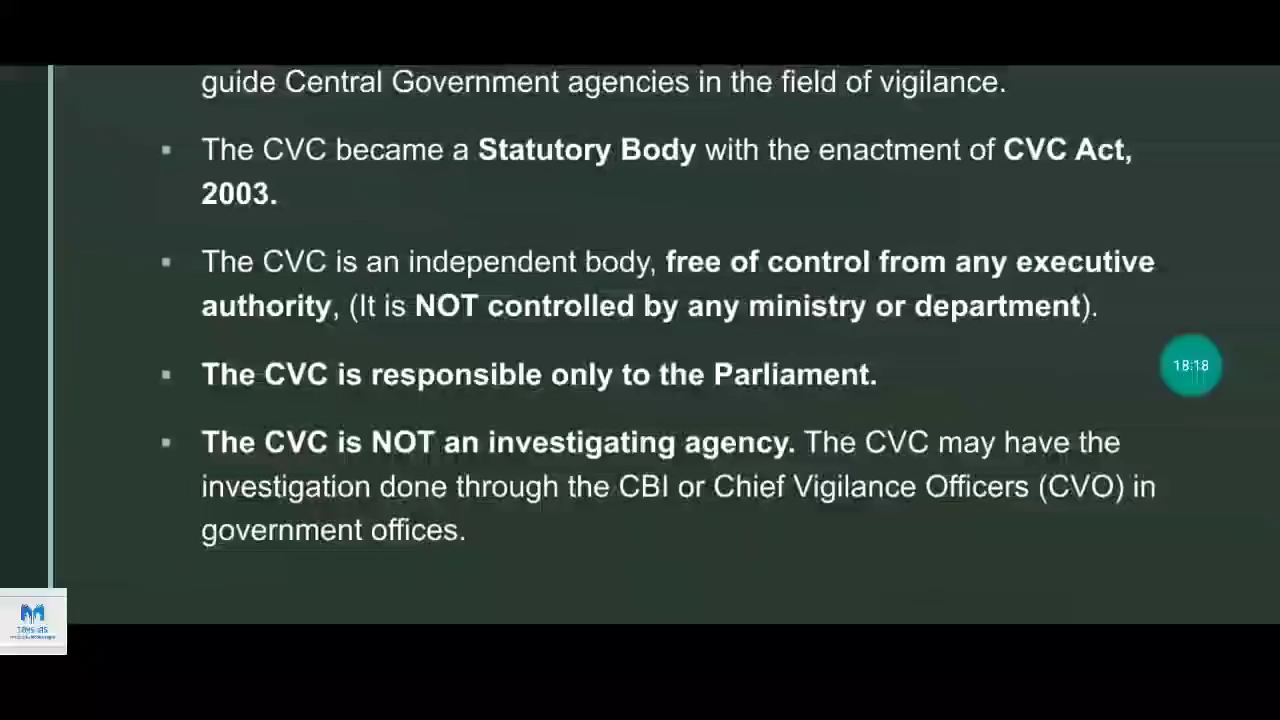 guide Central Government agencies in the field of vigilance.
▪ The CVC became a Statutory Body with the enactment of CVC Act,
2003.
▪ The CVC is an independent body, free of control from any executive
authority, (It is NOT controlled by any ministry or department).
▪ The CVC is responsible only to the Parliament.
18:18
▪ The CVC is NOT an investigating agency. The CVC may have the
investigation done through the CBI or Chief Vigilance Officers (CVO) in
government offices.